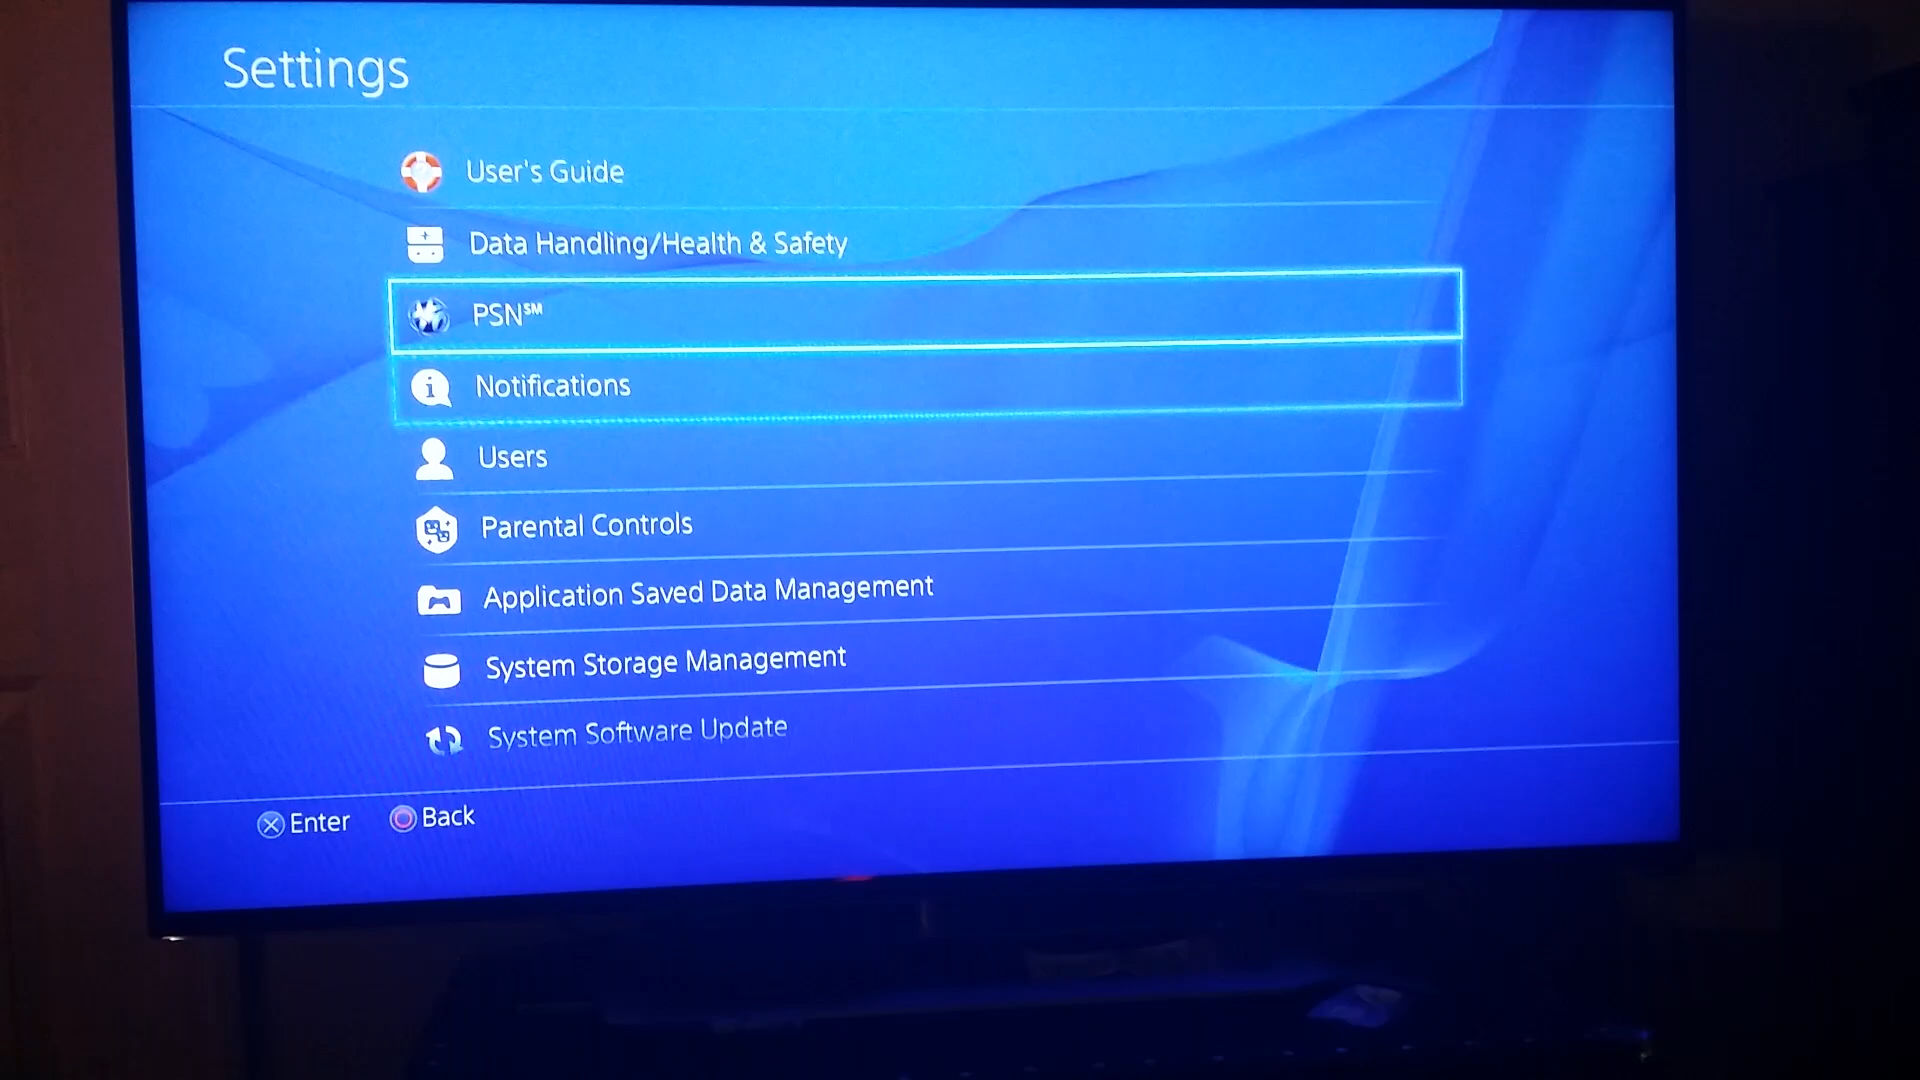 Settings
User's Guide
Data Handling/Health & Safety
PSN℠
Notifications
Users
Parental Controls
Application Saved Data Management
System Storage Management
System Software Update
Enter Back